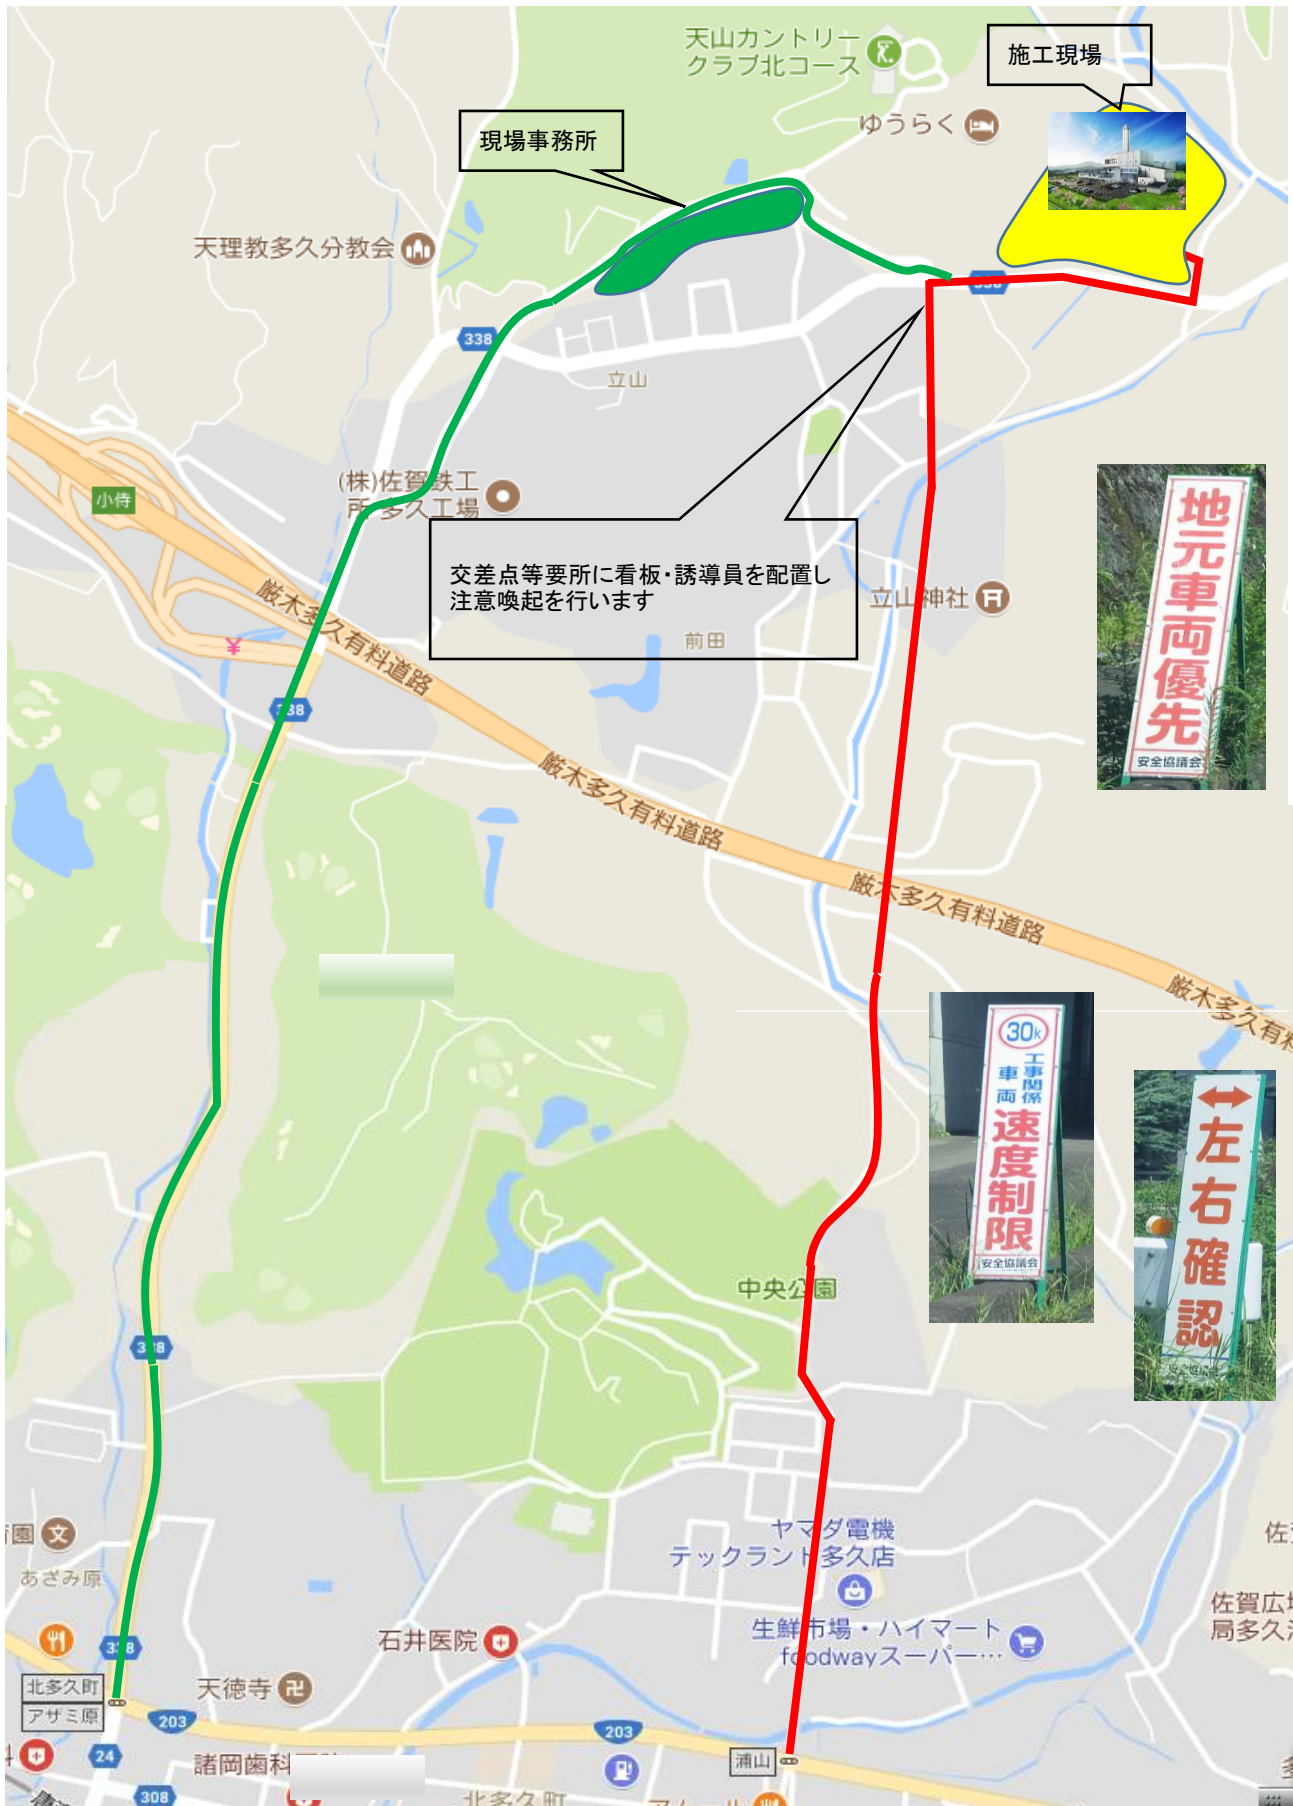 天山カントリー
クラブ北コース
施工現場
ゆうらく
現場事務所
天理教多久分教会
338
338
立山
(株)佐賀鉄工
所 多久工場
小侍
交差点等要所に看板・誘導員を配置し
注意喚起を行います
立山神社
前田
厳木多久有料道路
¥
338
厳木多久有料道路
厳木多久有料道路
厳木多久有料
地元車両優先
安全協議会
30k
工事関係
車両
速度制限
安全協議会
左右確認
中央公園
338
ヤマダ電機
テックランド多久店
園
文
あざみ原
生鮮市場・ハイマート
foodwayスーパー…
石井医院
338
佐賀広域
局多久消
北多久町
アザミ原
天徳寺
203
203
24
諸岡歯科
浦山
308
北多久町